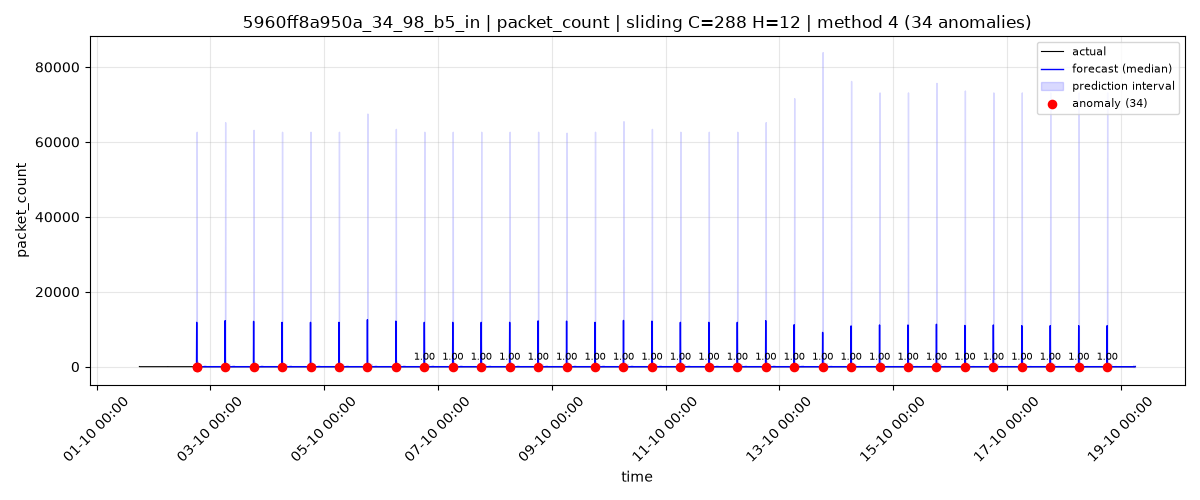 5960ff8a950a_34_98_b5_in | packet_count | sliding C=288 H=12 | method 4 (34 anomalies)
actual
forecast (median)
prediction interval
anomaly (34)
80000
60000
40000
20000
0
packet_count
1.00 1.00 1.00 1.00 1.00 1.00 1.00 1.00 1.00 1.00 1.00 1.00 1.00 1.00 1.00 1.00 1.00 1.00 1.00 1.00 1.00 1.00 1.00 1.00 1.00
01-10 00:00
03-10 00:00
05-10 00:00
07-10 00:00
09-10 00:00
11-10 00:00
13-10 00:00
15-10 00:00
17-10 00:00
19-10 00:00
time